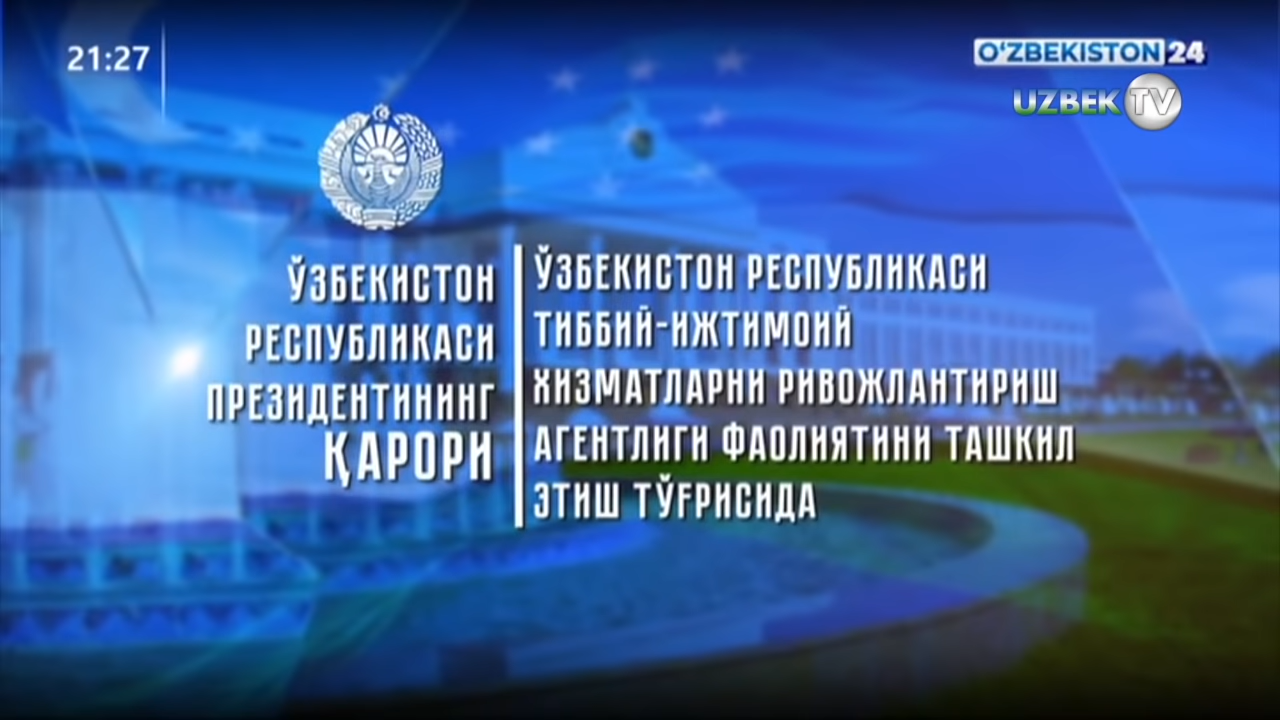 21:27
O‘ZBEKISTON 24
UZBEK TV
ЎЗБЕКИСТОН
РЕСПУБЛИКАСИ
ПРЕЗИДЕНТИНИНГ
ҚАРОРИ
ЎЗБЕКИСТОН РЕСПУБЛИКАСИ
ТИББИЙ-ИЖТИМОИЙ
ХИЗМАТЛАРНИ РИВОЖЛАНТИРИШ
АГЕНТЛИГИ ФАОЛИЯТИНИ ТАШКИЛ
ЭТИШ ТЎҒРИСИДА